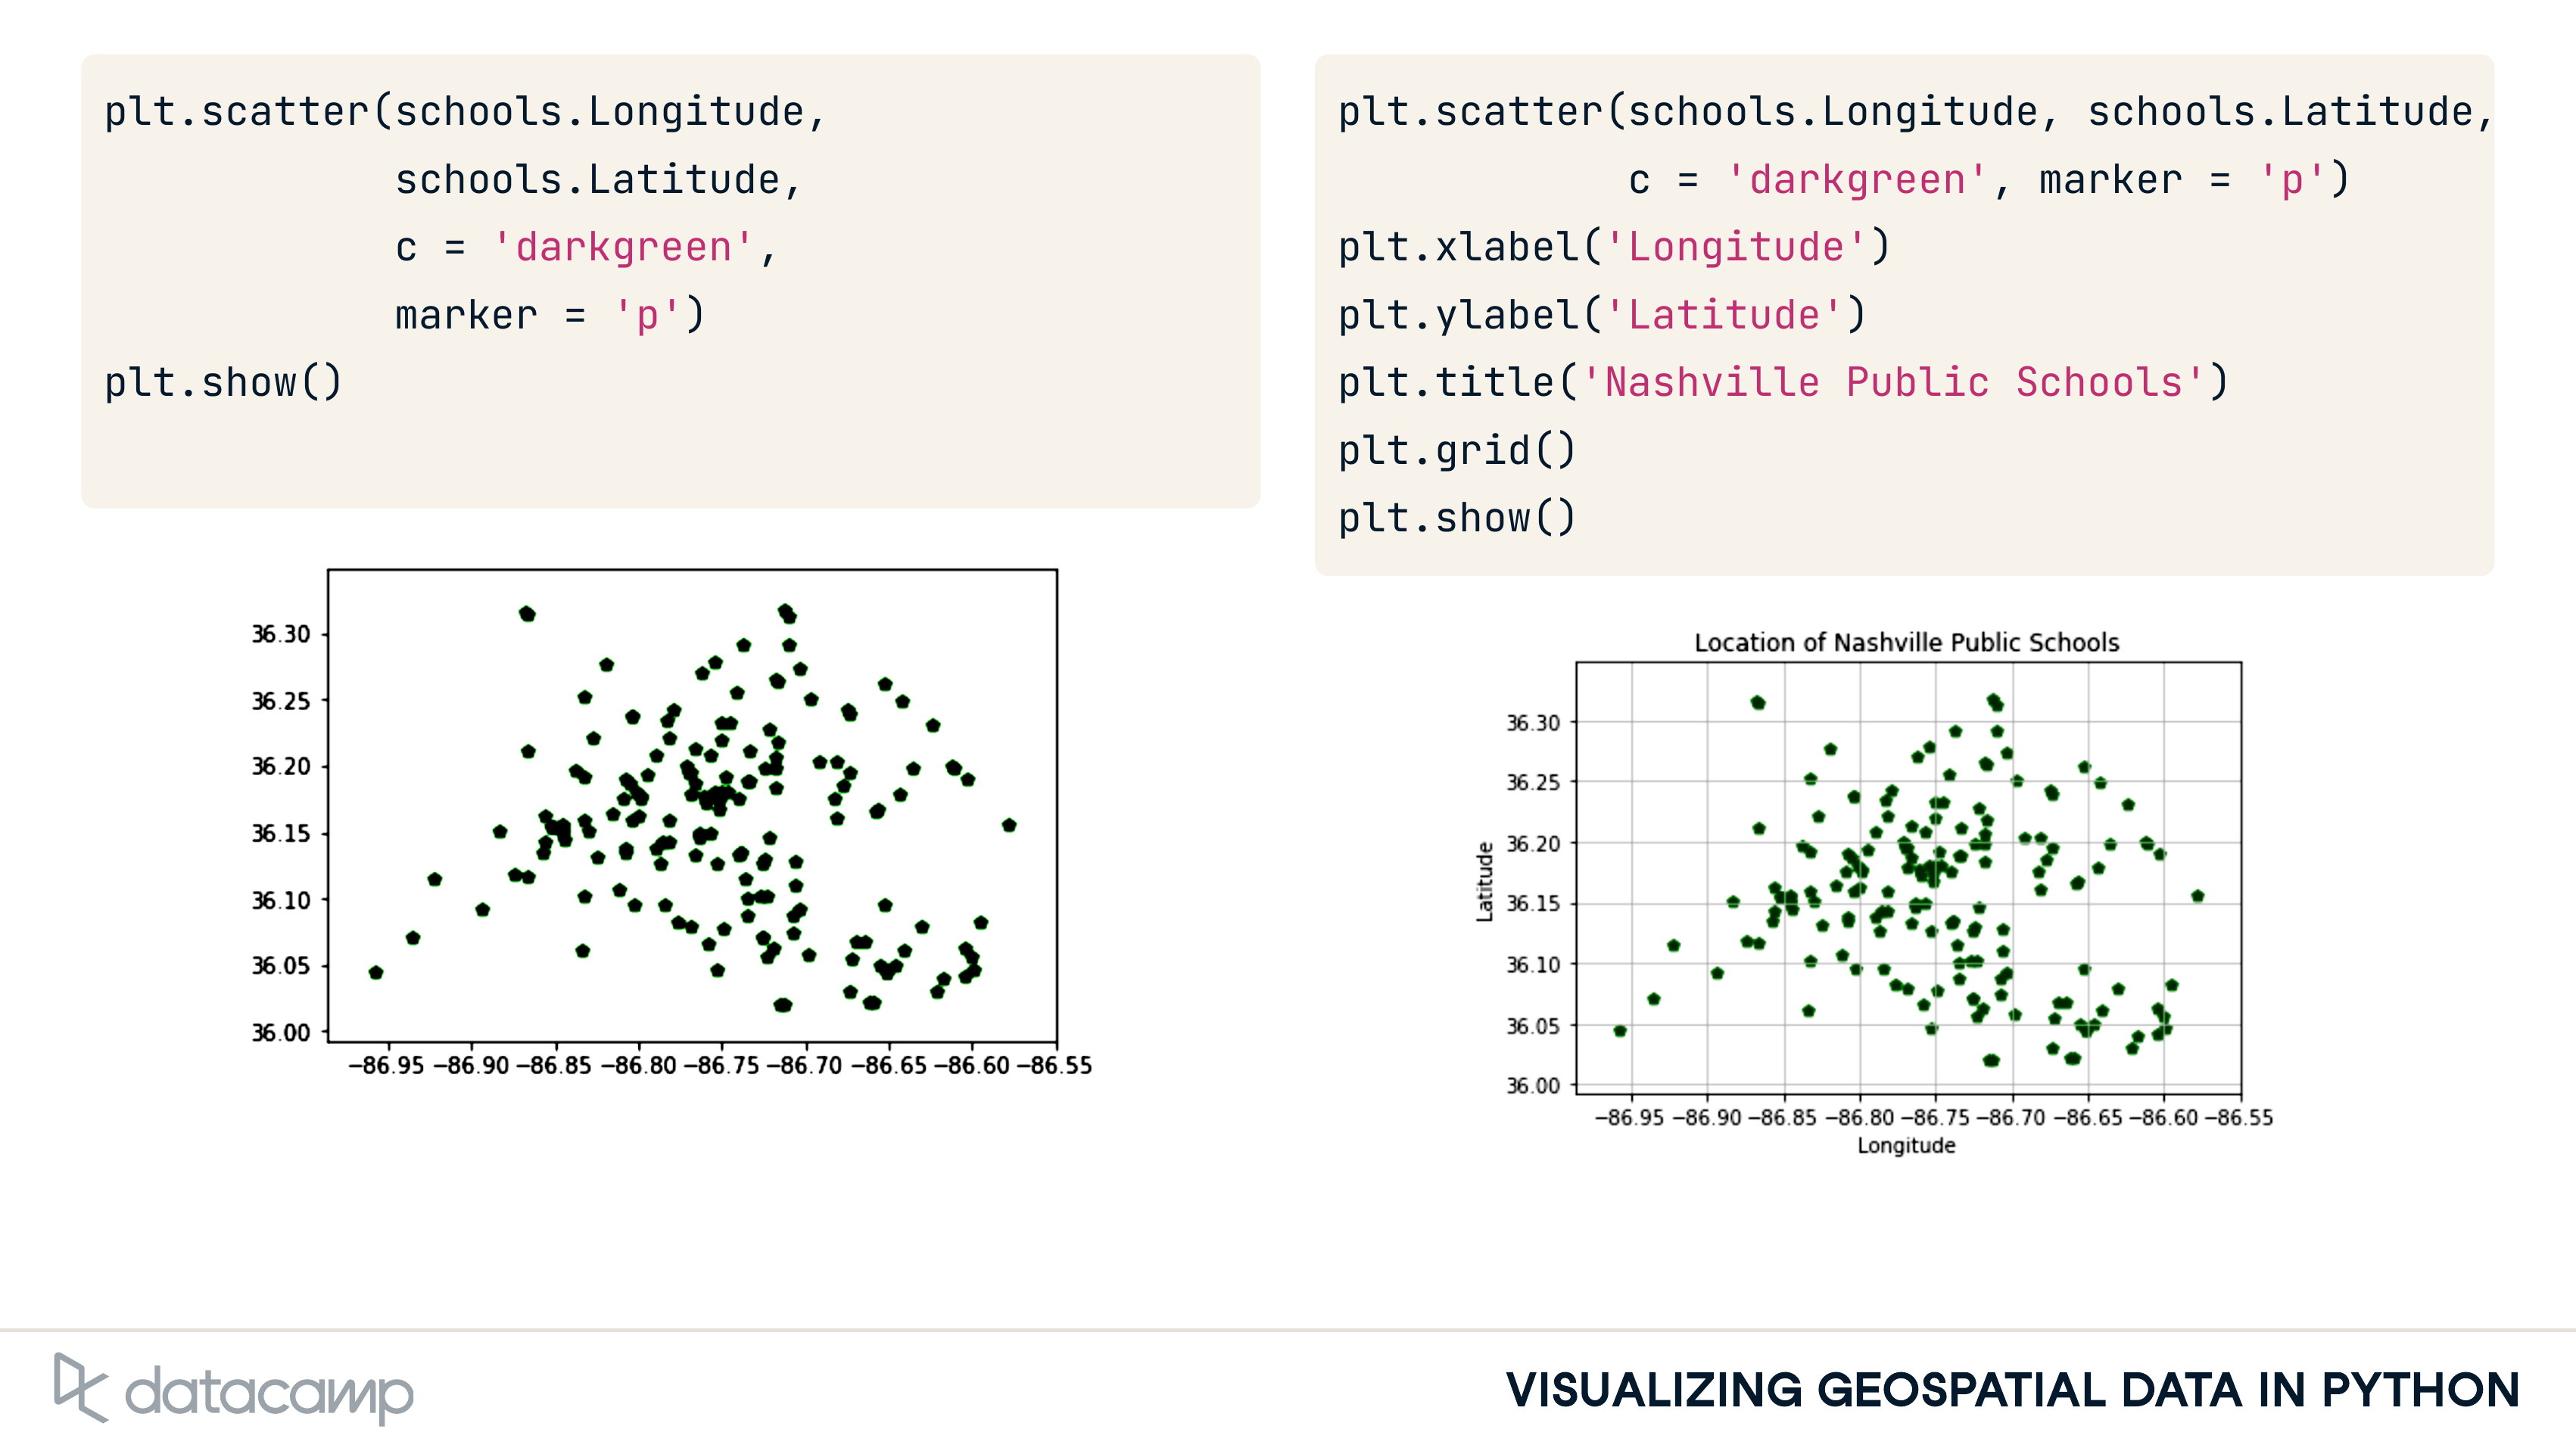 plt.scatter(schools.Longitude,
schools.Latitude,
c = 'darkgreen',
marker = 'p')
plt.show()
36.30
36.25
36.20
36.15
36.10
36.05
36.00
−86.95 −86.90 −86.85 −86.80 −86.75 −86.70 −86.65 −86.60 −86.55
plt.scatter(schools.Longitude, schools.Latitude,
c = 'darkgreen', marker = 'p')
plt.xlabel('Longitude')
plt.ylabel('Latitude')
plt.title('Nashville Public Schools')
plt.grid()
plt.show()
Location of Nashville Public Schools
Latitude
36.30
36.25
36.20
36.15
36.10
36.05
36.00
−86.95 −86.90 −86.85 −86.80 −86.75 −86.70 −86.65 −86.60 −86.55
Longitude
datacamp
VISUALIZING GEOSPATIAL DATA IN PYTHON